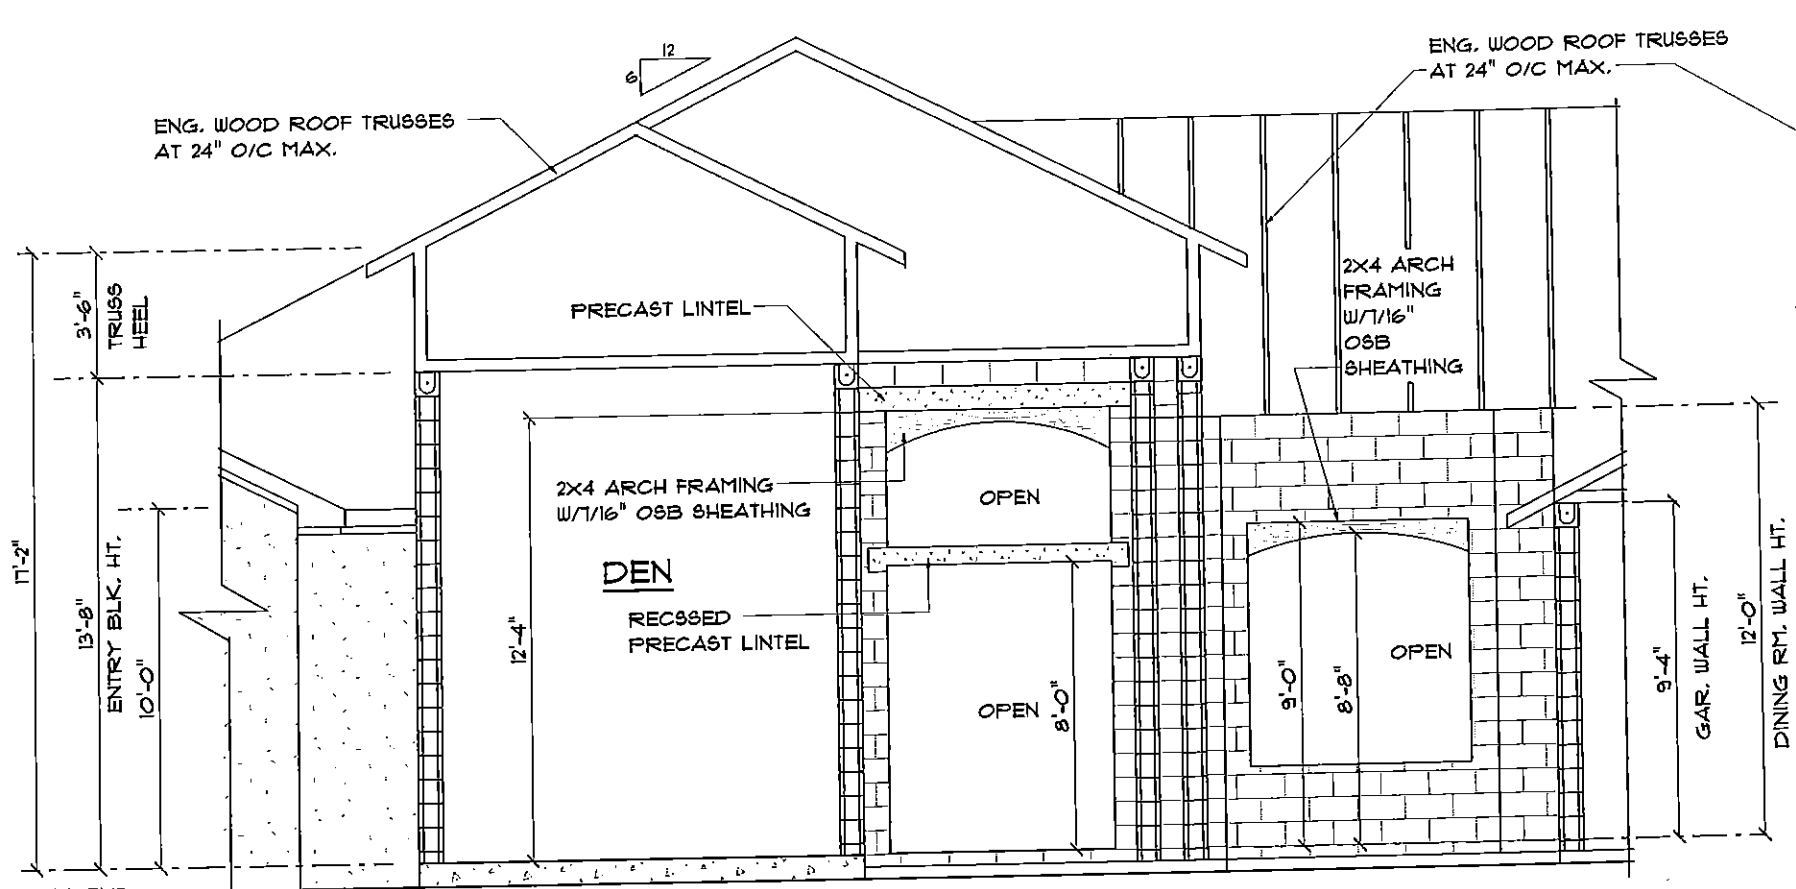 12
6
ENG. WOOD ROOF TRUSSES
AT 24" O/C MAX.
ENG. WOOD ROOF TRUSSES
AT 24" O/C MAX.
3'-6"
TRUSS
HEEL
PRECAST LINTEL
2X4 ARCH
FRAMING
W/7/16"
OSB
SHEATHING
2X4 ARCH FRAMING
W/7/16" OSB SHEATHING
OPEN
DEN
RECSSED
PRECAST LINTEL
OPEN
OPEN
17'-2"
13'-8"
ENTRY BLK. HT.
10'-0"
12'-4"
8'-0"
9'-0"
8'-8"
9'-4"
GAR. WALL HT.
12'-0"
DINING RM. WALL HT.